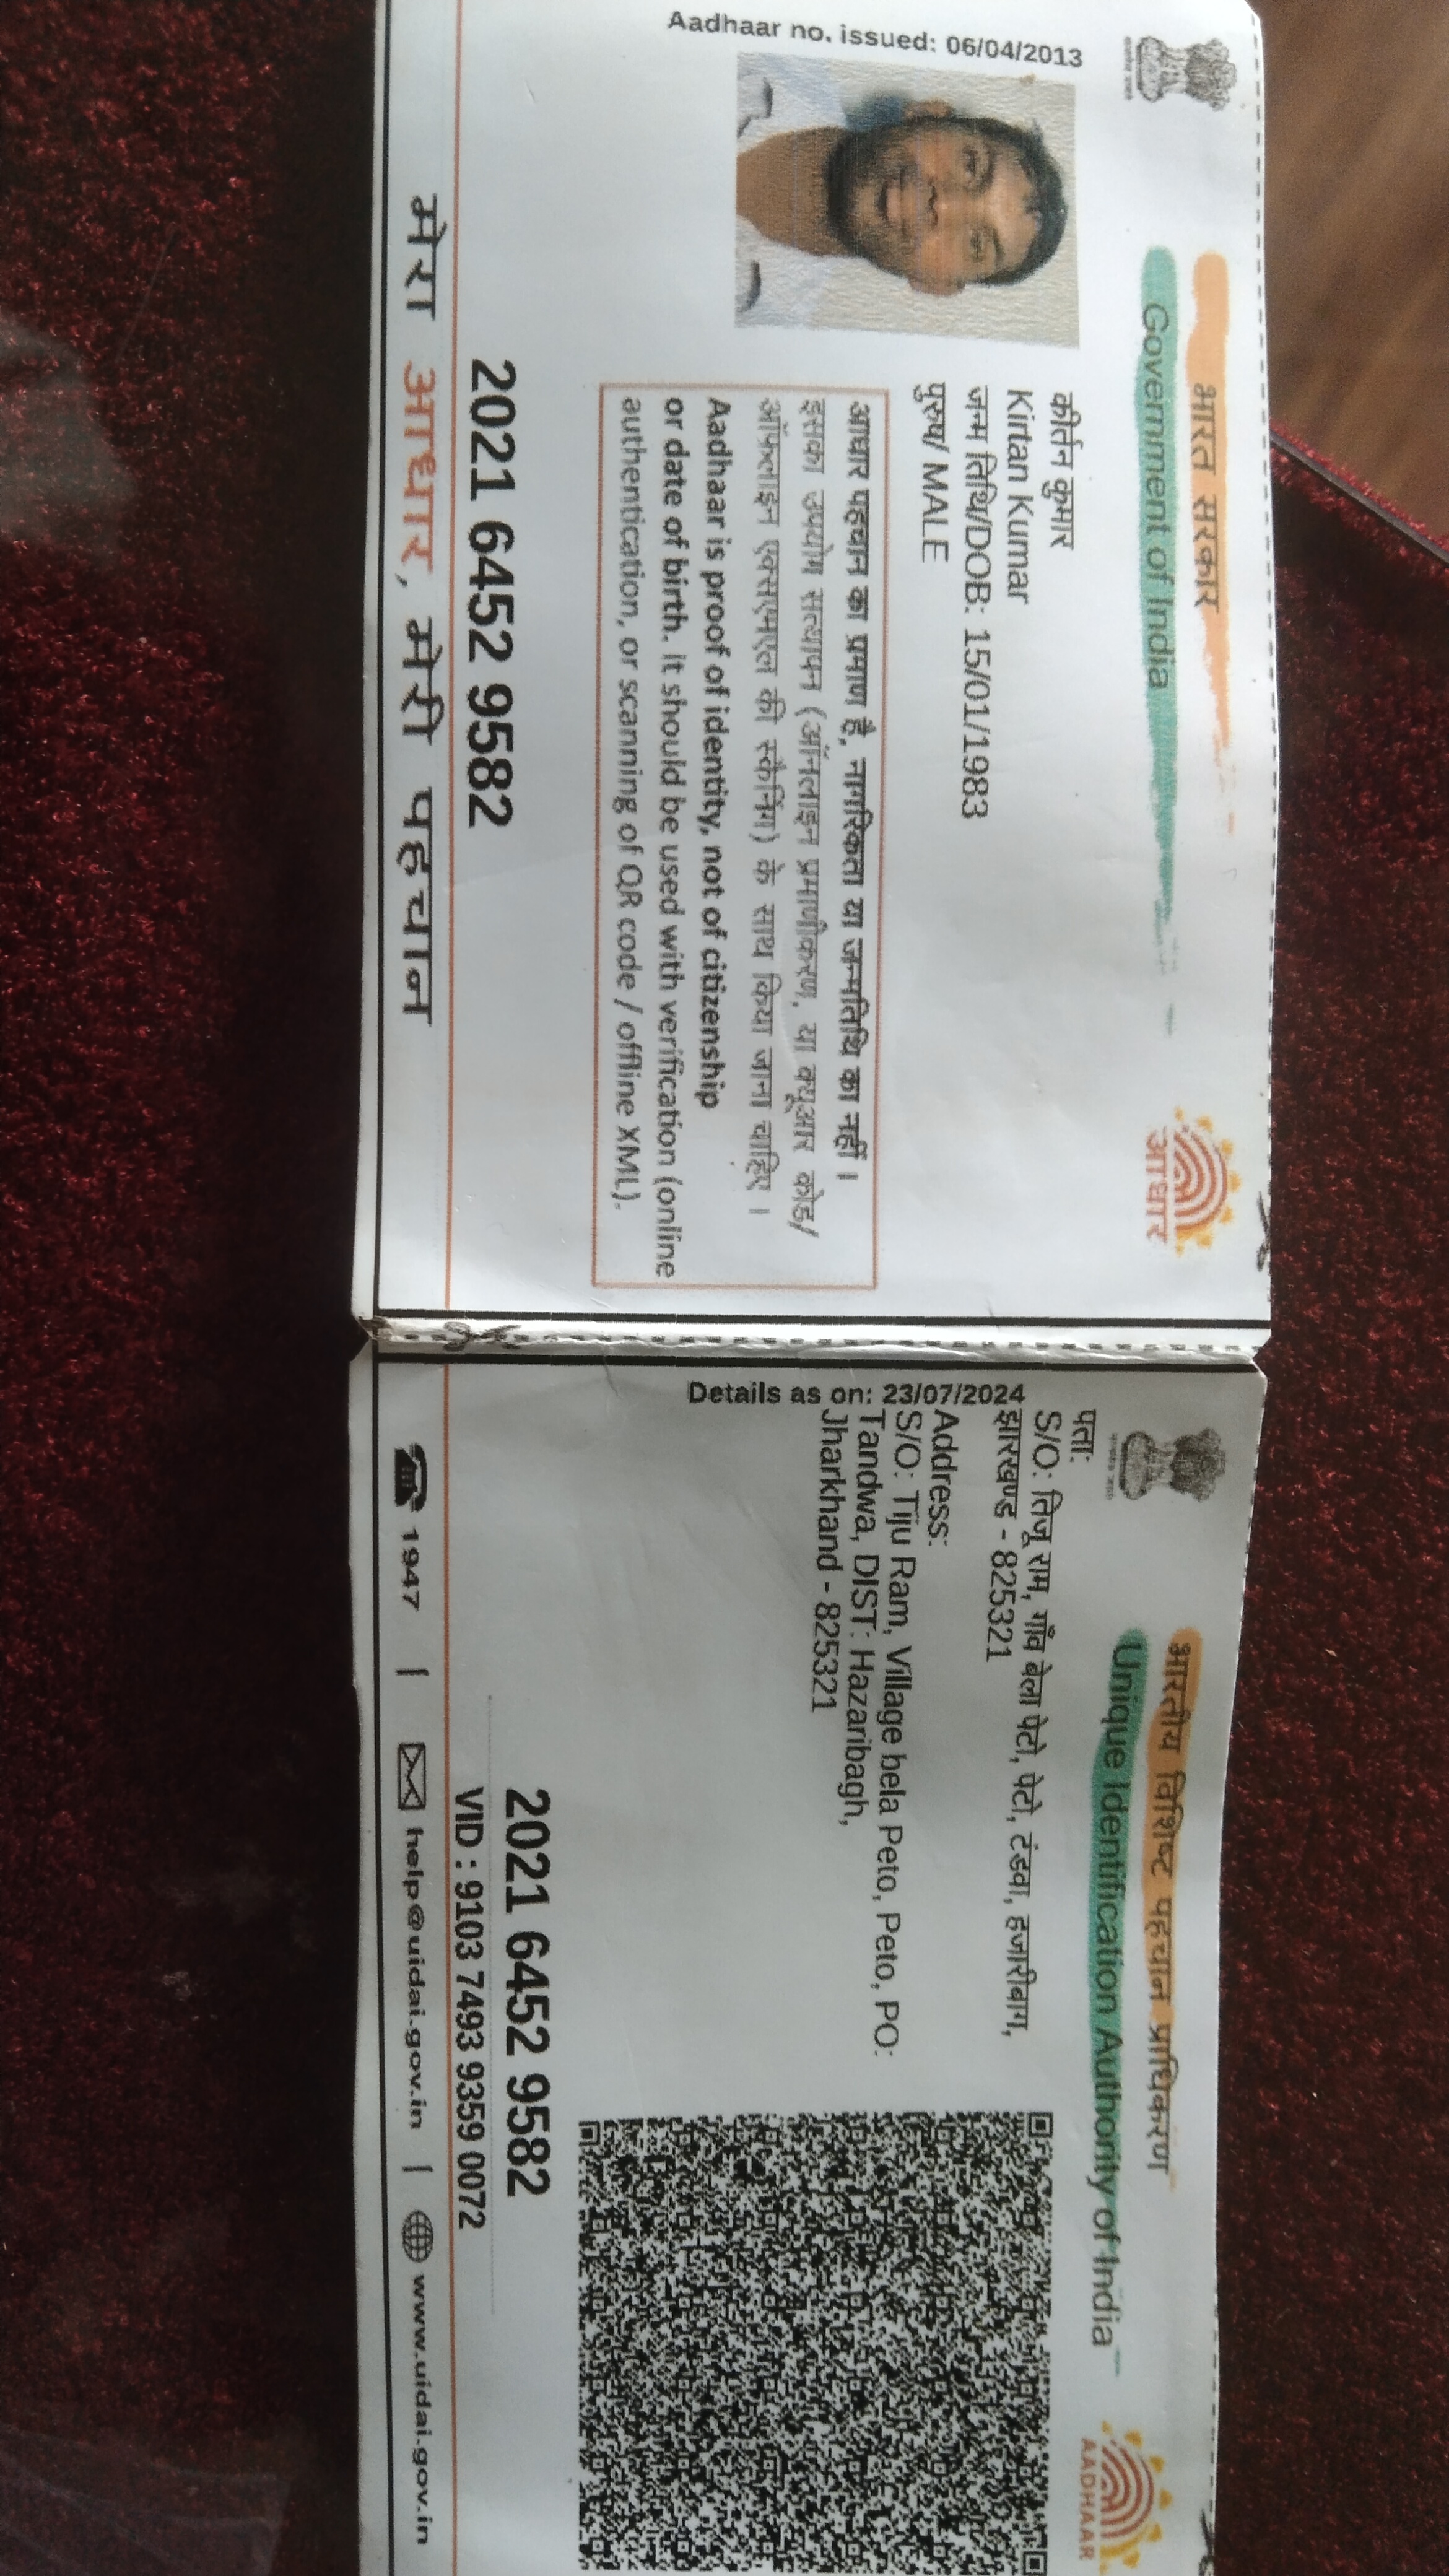 भारत सरकार
Government of India
आधार
Aadhaar no. issued: 06/04/2013
कीर्तन कुमार
Kirtan Kumar
जन्म तिथि/DOB: 15/01/1983
पुरुष/ MALE
आधार पहचान का प्रमाण है, नागरिकता या जन्मतिथि का नहीं ।
इसका उपयोग सत्यापन (ऑनलाइन प्रमाणीकरण, या क्यूआर कोड/
ऑफलाइन एक्सएमएल की स्कैनिंग) के साथ किया जाना चाहिए ।
Aadhaar is proof of identity, not of citizenship
or date of birth. It should be used with verification (online
authentication, or scanning of QR code / offline XML).
2021 6452 9582
मेरा आधार, मेरी पहचान
भारतीय विशिष्ट पहचान प्राधिकरण
Unique Identification Authority of India
AADHAAR
Details as on: 23/07/2024
पता:
S/O: तिजू राम, गाँव बेला पेटो, पेटो, टंडवा, हजारीबाग,
झारखण्ड - 825321
Address:
S/O: Tiju Ram, Village bela Peto, Peto, PO:
Tandwa, DIST: Hazaribagh,
Jharkhand - 825321
2021 6452 9582
VID : 9103 7493 9359 0072
1947 | help@uidai.gov.in | www.uidai.gov.in